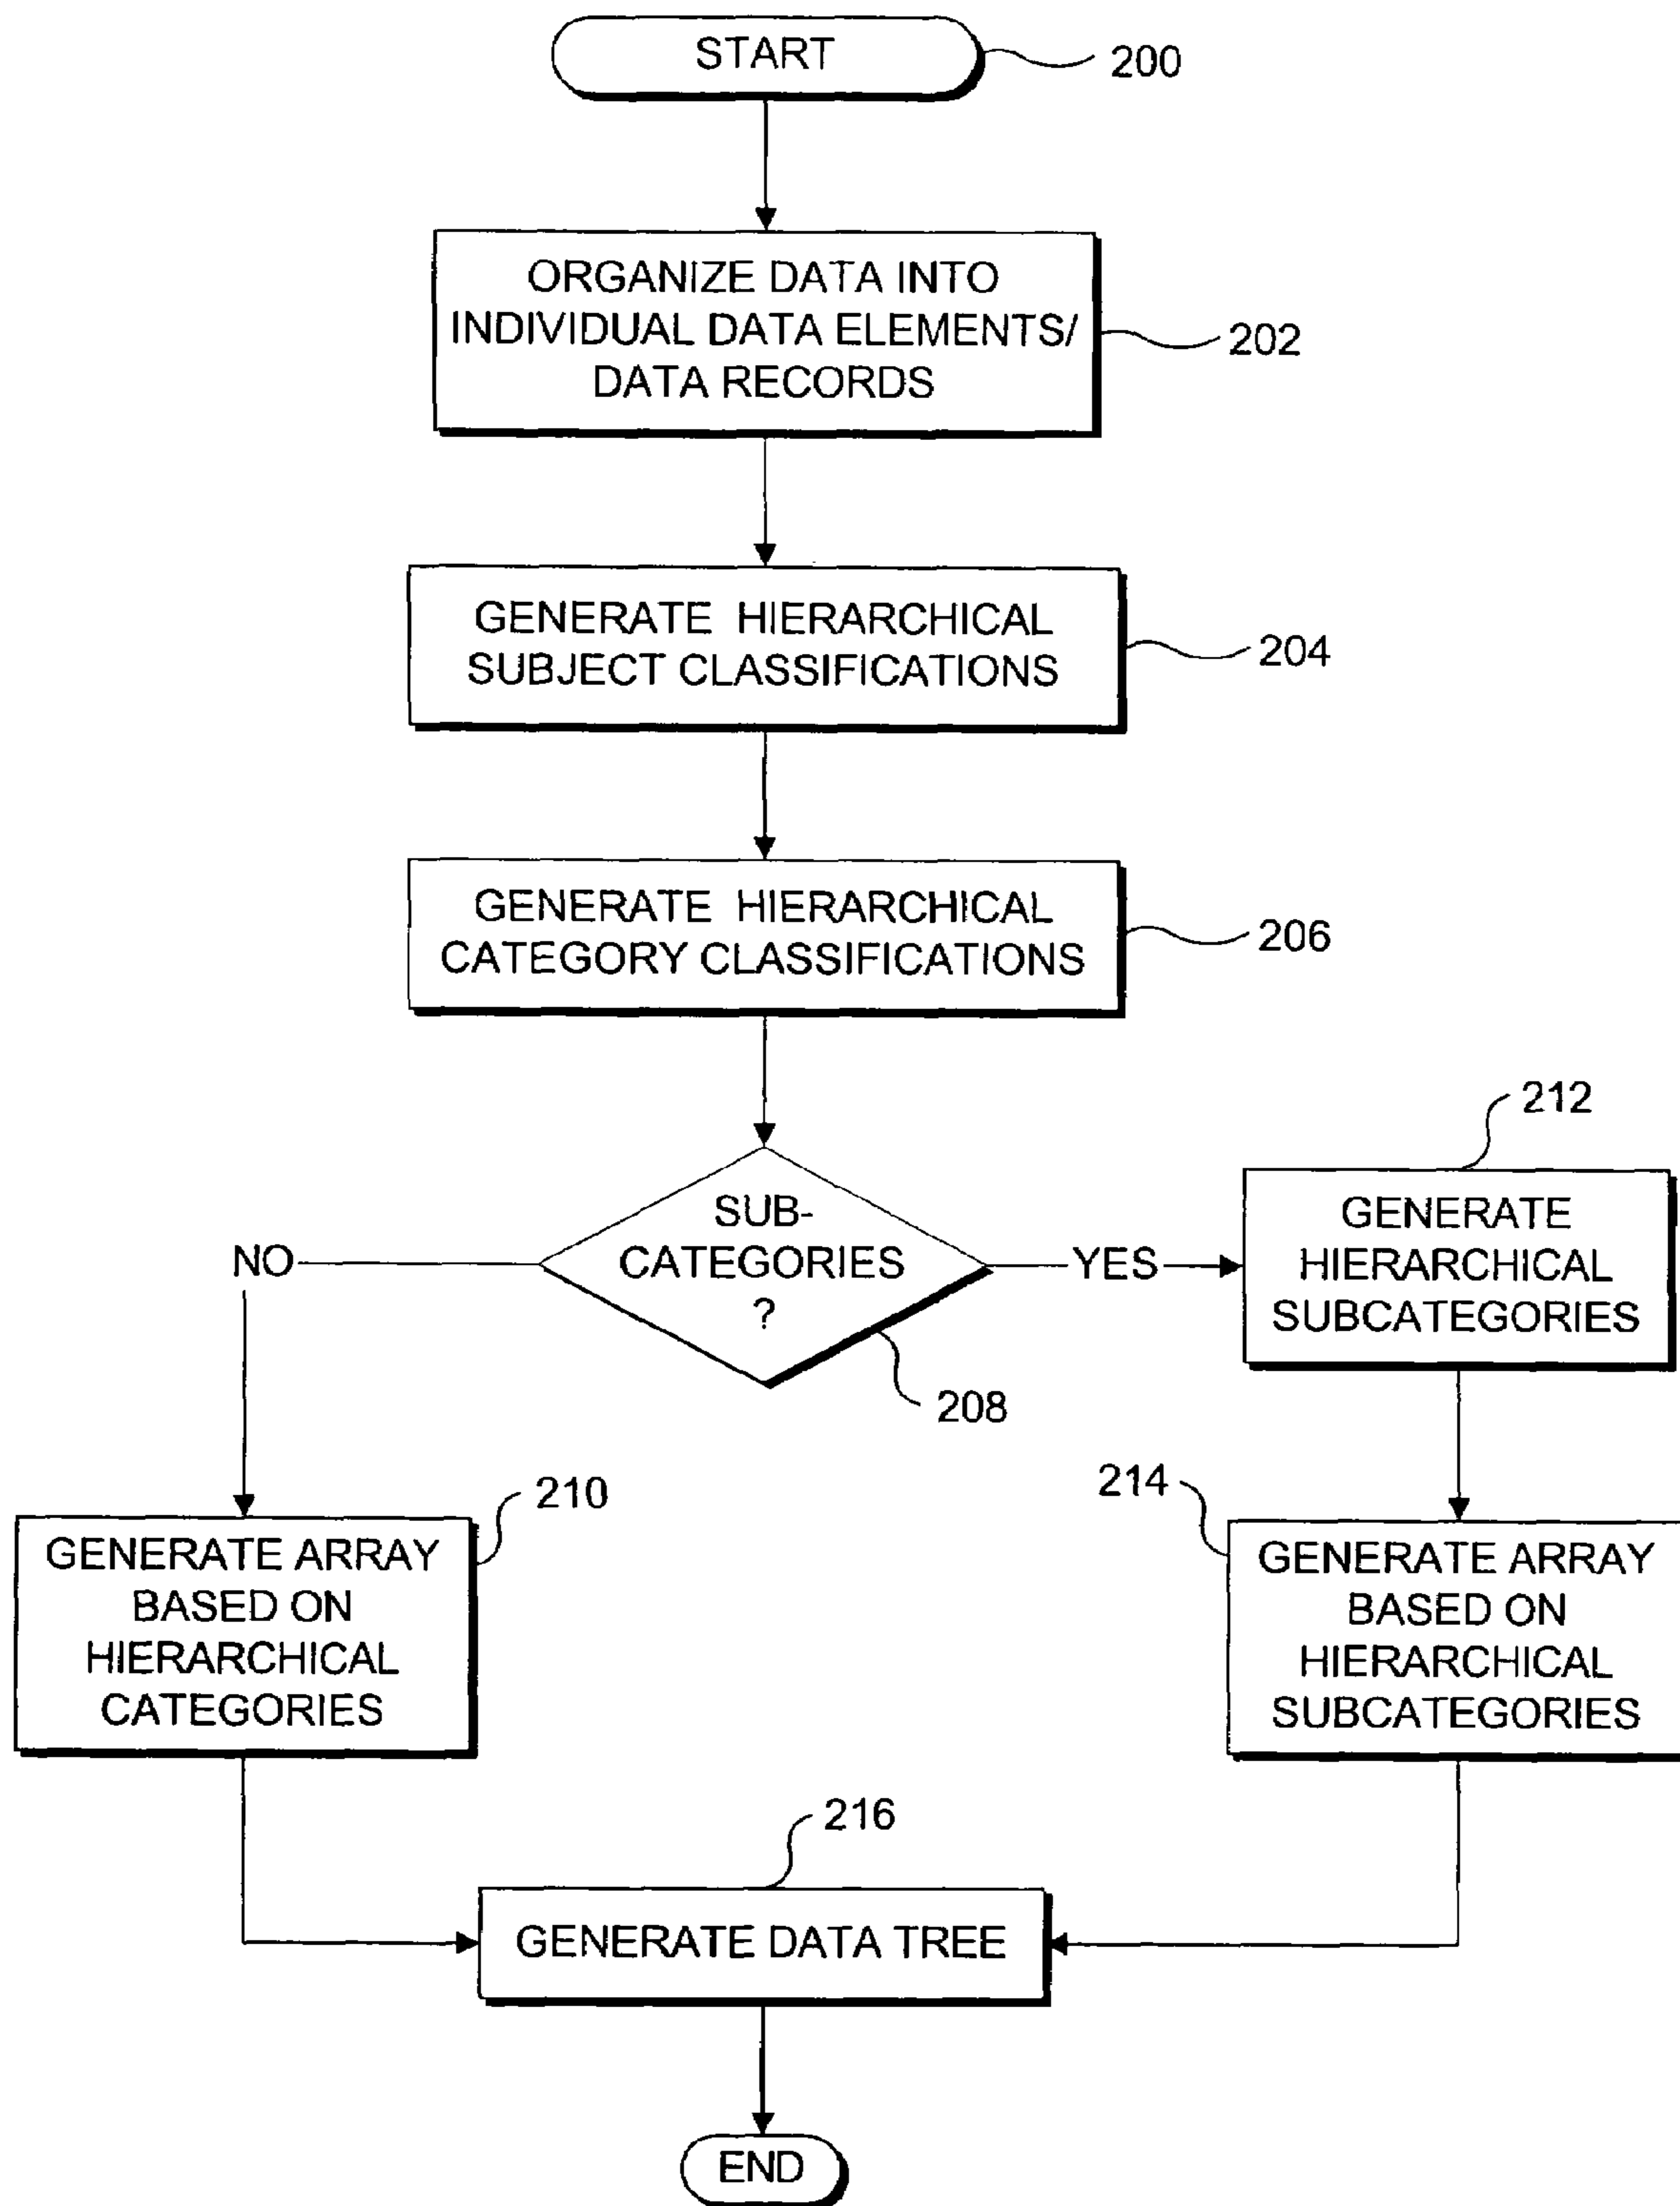 START
200
ORGANIZE DATA INTO
INDIVIDUAL DATA ELEMENTS/
DATA RECORDS
202
GENERATE HIERARCHICAL
SUBJECT CLASSIFICATIONS
204
GENERATE HIERARCHICAL
CATEGORY CLASSIFICATIONS
206
SUB-
CATEGORIES
?
208
NO
YES
212
GENERATE
HIERARCHICAL
SUBCATEGORIES
210
GENERATE ARRAY
BASED ON
HIERARCHICAL
CATEGORIES
214
GENERATE ARRAY
BASED ON
HIERARCHICAL
SUBCATEGORIES
216
GENERATE DATA TREE
END